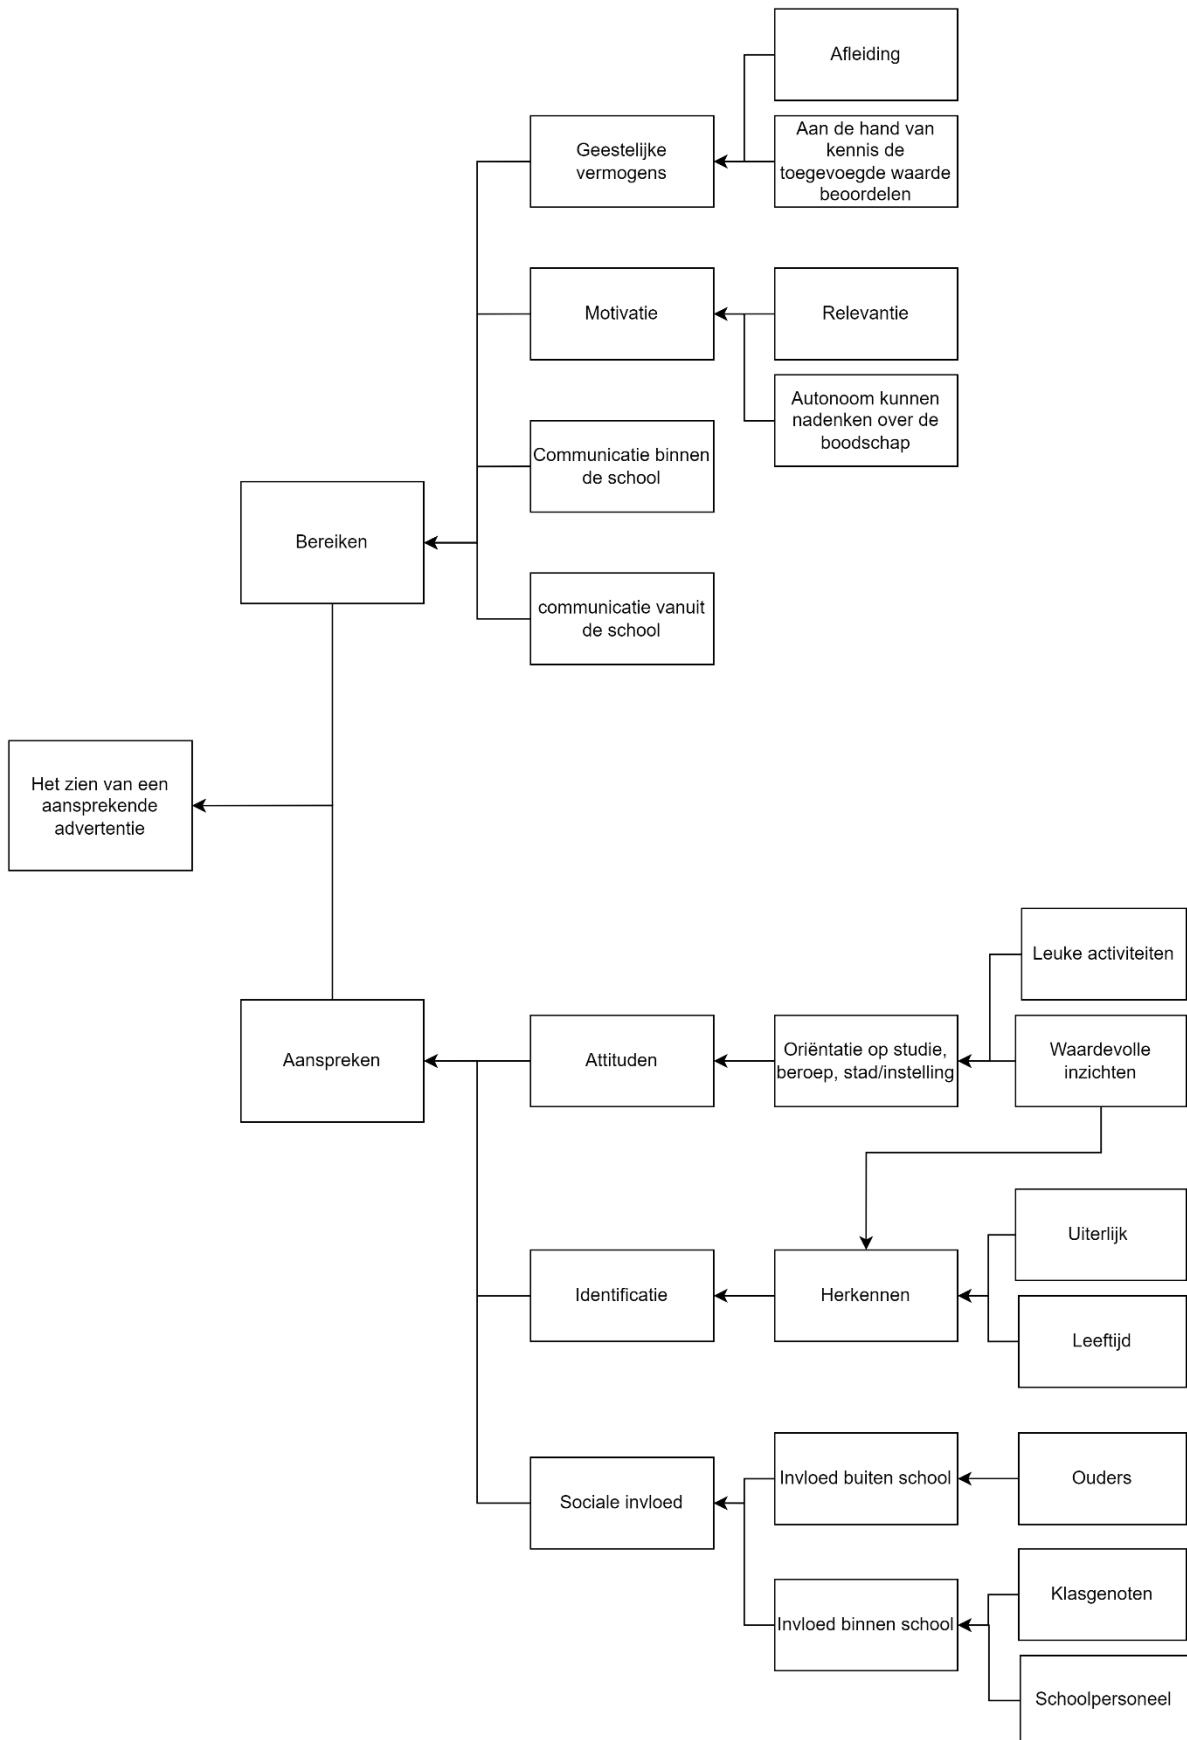 Afleiding
Aan de hand van
kennis de
toegevoegde waarde
beoordelen
Geestelijke
vermogens
Motivatie
Relevantie
Autonoom kunnen
nadenken over de
boodschap
Communicatie binnen
de school
Bereiken
communicatie vanuit
de school
Het zien van een
aansprekende
advertentie
Leuke activiteiten
Aanspreken
Attituden
Oriëntatie op studie,
beroep, stad/instelling
Waardevolle
inzichten
Uiterlijk
Identificatie
Herkennen
Leeftijd
Sociale invloed
Invloed buiten school
Ouders
Klasgenoten
Invloed binnen school
Schoolpersoneel